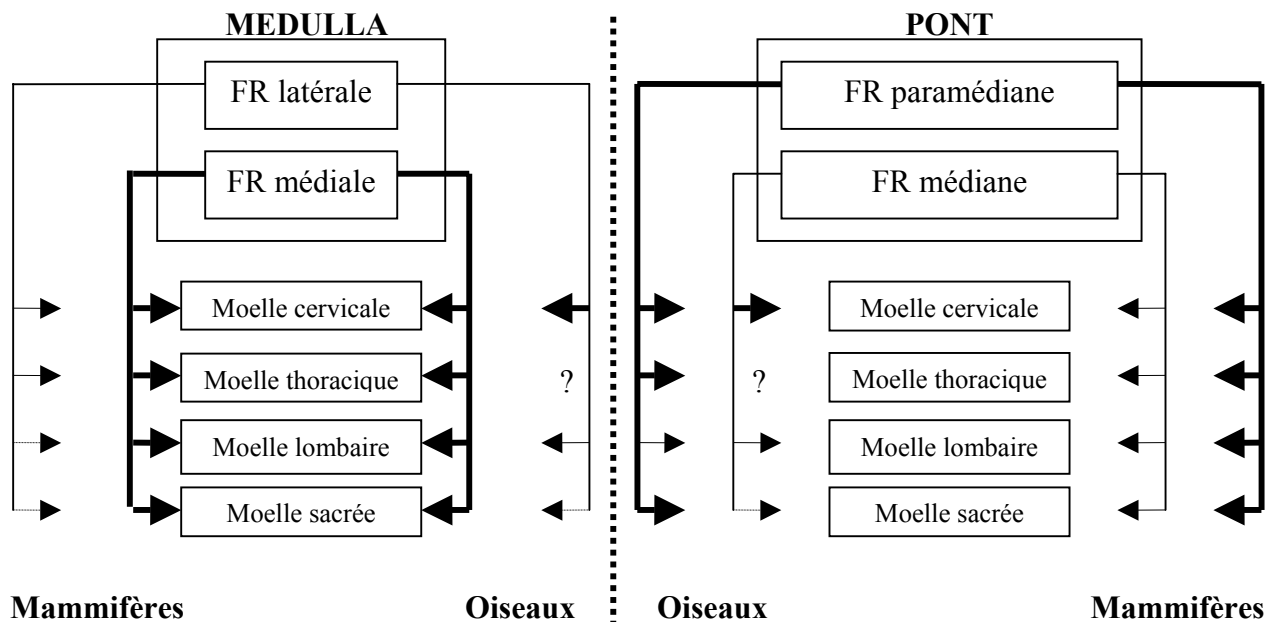 MEDULLA
FR latérale
FR médiale
Moelle cervicale
Moelle thoracique
?
Moelle lombaire
Moelle sacrée
Mammifères
Oiseaux
PONT
FR paramédiane
FR médiane
Moelle cervicale
?
Moelle thoracique
Moelle lombaire
Moelle sacrée
Oiseaux
Mammifères